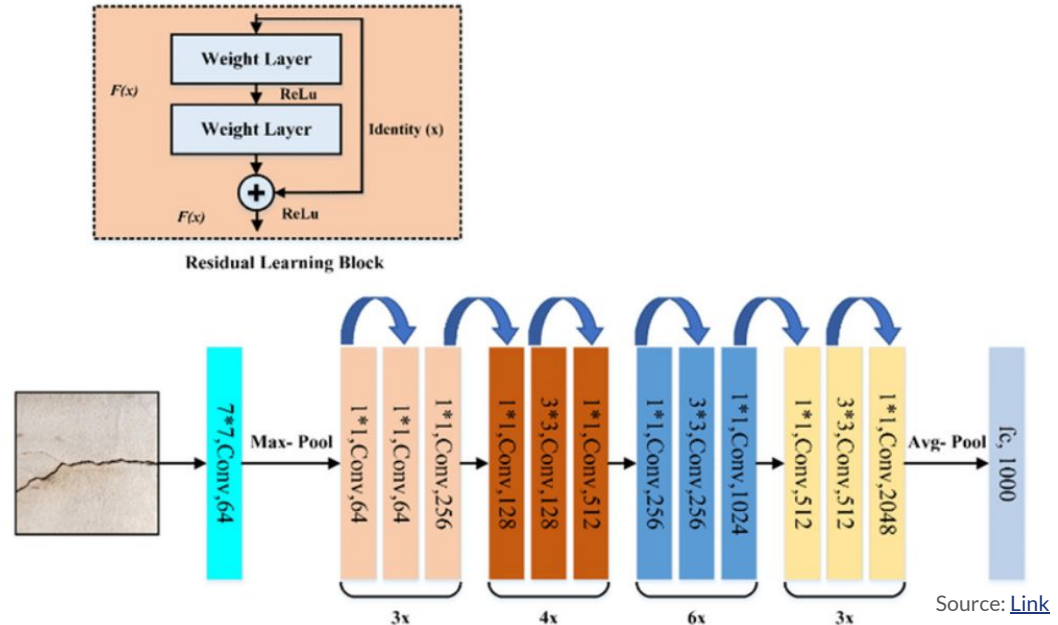 Weight Layer
F(x)
ReLu
Weight Layer
Identity (x)
+
F(x)
ReLu
Residual Learning Block
7*7,Conv,64
Max- Pool
1*1,Conv,64
1*1,Conv,64
1*1,Conv,256
1*1,Conv,128
3*3,Conv,128
1*1,Conv,512
1*1,Conv,256
3*3,Conv,256
1*1,Conv,1024
1*1,Conv,512
3*3,Conv,512
1*1,Conv,2048
Avg- Pool
fc, 1000
3x
4x
6x
3x
Source: Link